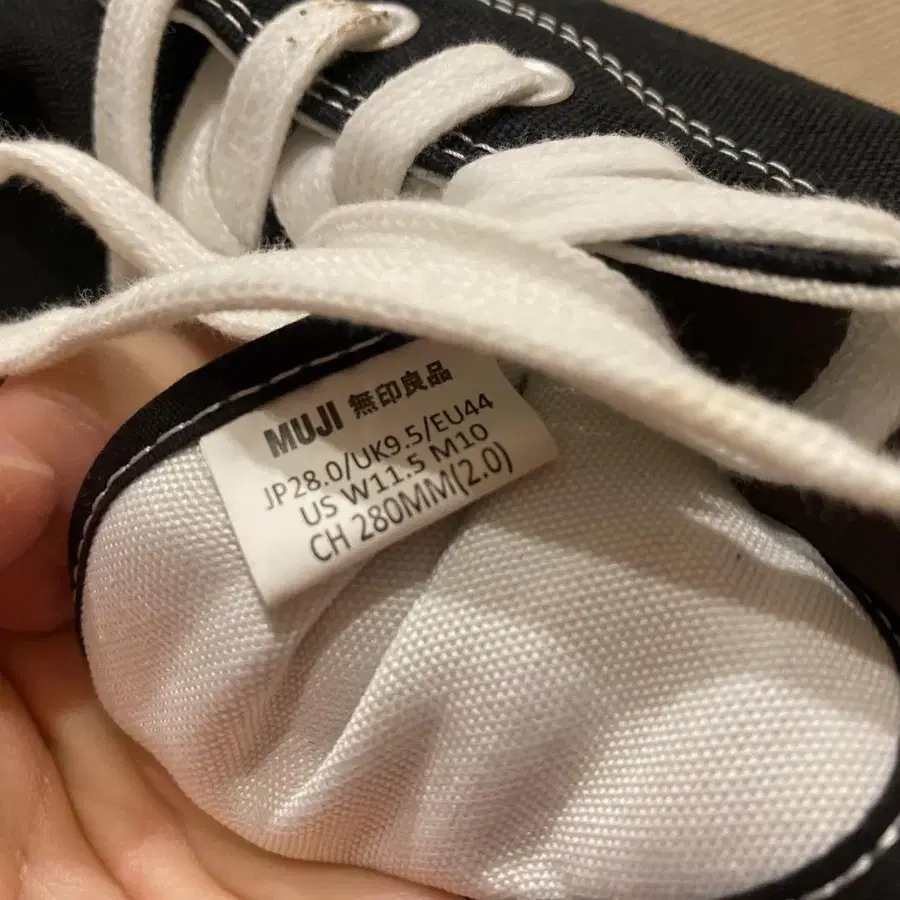 MUJI 無印良品
JP28.0/UK9.5/EU44
US W11.5 M10
CH 280MM(2.0)